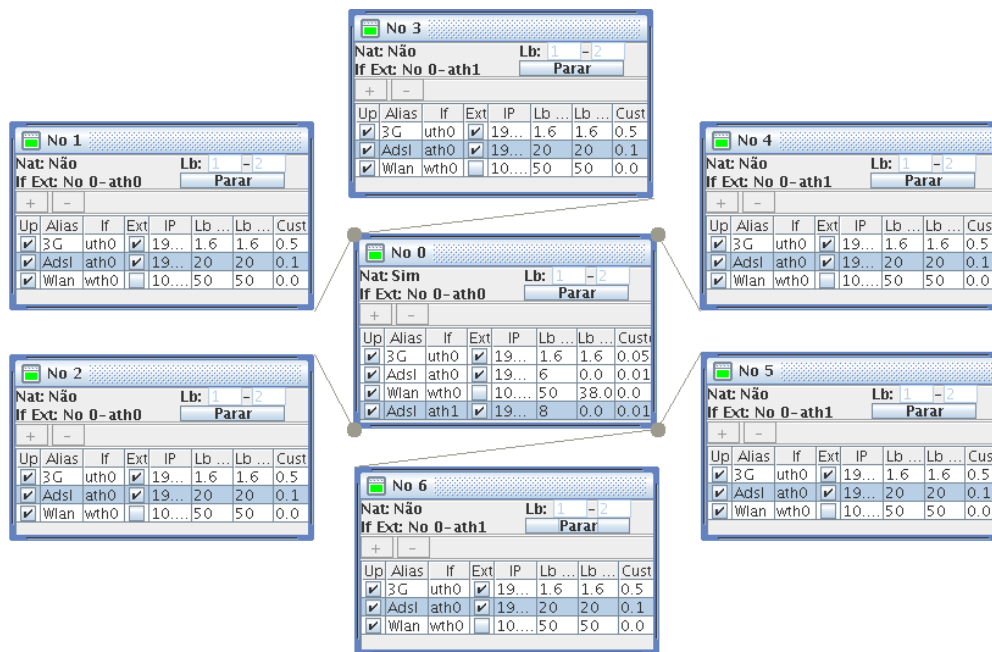 No 3
Nat: Não Lb: 1 - 2
If Ext: No 0-ath1 Parar
+ -
Up Alias If Ext IP Lb ... Lb ... Cust
3G uth0 19... 1.6 1.6 0.5
Adsl ath0 19... 20 20 0.1
Wlan wth0 10.... 50 50 0.0
No 1
Nat: Não Lb: 1 - 2
If Ext: No 0-ath0 Parar
+ -
Up Alias If Ext IP Lb ... Lb ... Cust
3G uth0 19... 1.6 1.6 0.5
Adsl ath0 19... 20 20 0.1
Wlan wth0 10.... 50 50 0.0
No 4
Nat: Não Lb: 1 - 2
If Ext: No 0-ath1 Parar
+ -
Up Alias If Ext IP Lb ... Lb ... Cust
3G uth0 19... 1.6 1.6 0.5
Adsl ath0 19... 20 20 0.1
Wlan wth0 10.... 50 50 0.0
No 0
Nat: Sim Lb: 1 - 2
If Ext: No 0-ath0 Parar
+ -
Up Alias If Ext IP Lb ... Lb ... Custo
3G uth0 19... 1.6 1.6 0.05
Adsl ath0 19... 6 0.0 0.01
Wlan wth0 10.... 50 38.0 0.0
Adsl ath1 19... 8 0.0 0.01
No 2
Nat: Não Lb: 1 - 2
If Ext: No 0-ath0 Parar
+ -
Up Alias If Ext IP Lb ... Lb ... Cust
3G uth0 19... 1.6 1.6 0.5
Adsl ath0 19... 20 20 0.1
Wlan wth0 10.... 50 50 0.0
No 5
Nat: Não Lb: 1 - 2
If Ext: No 0-ath1 Parar
+ -
Up Alias If Ext IP Lb ... Lb ... Cust
3G uth0 19... 1.6 1.6 0.5
Adsl ath0 19... 20 20 0.1
Wlan wth0 10.... 50 50 0.0
No 6
Nat: Não Lb: 1 - 2
If Ext: No 0-ath1 Parar
+ -
Up Alias If Ext IP Lb ... Lb ... Cust
3G uth0 19... 1.6 1.6 0.5
Adsl ath0 19... 20 20 0.1
Wlan wth0 10.... 50 50 0.0